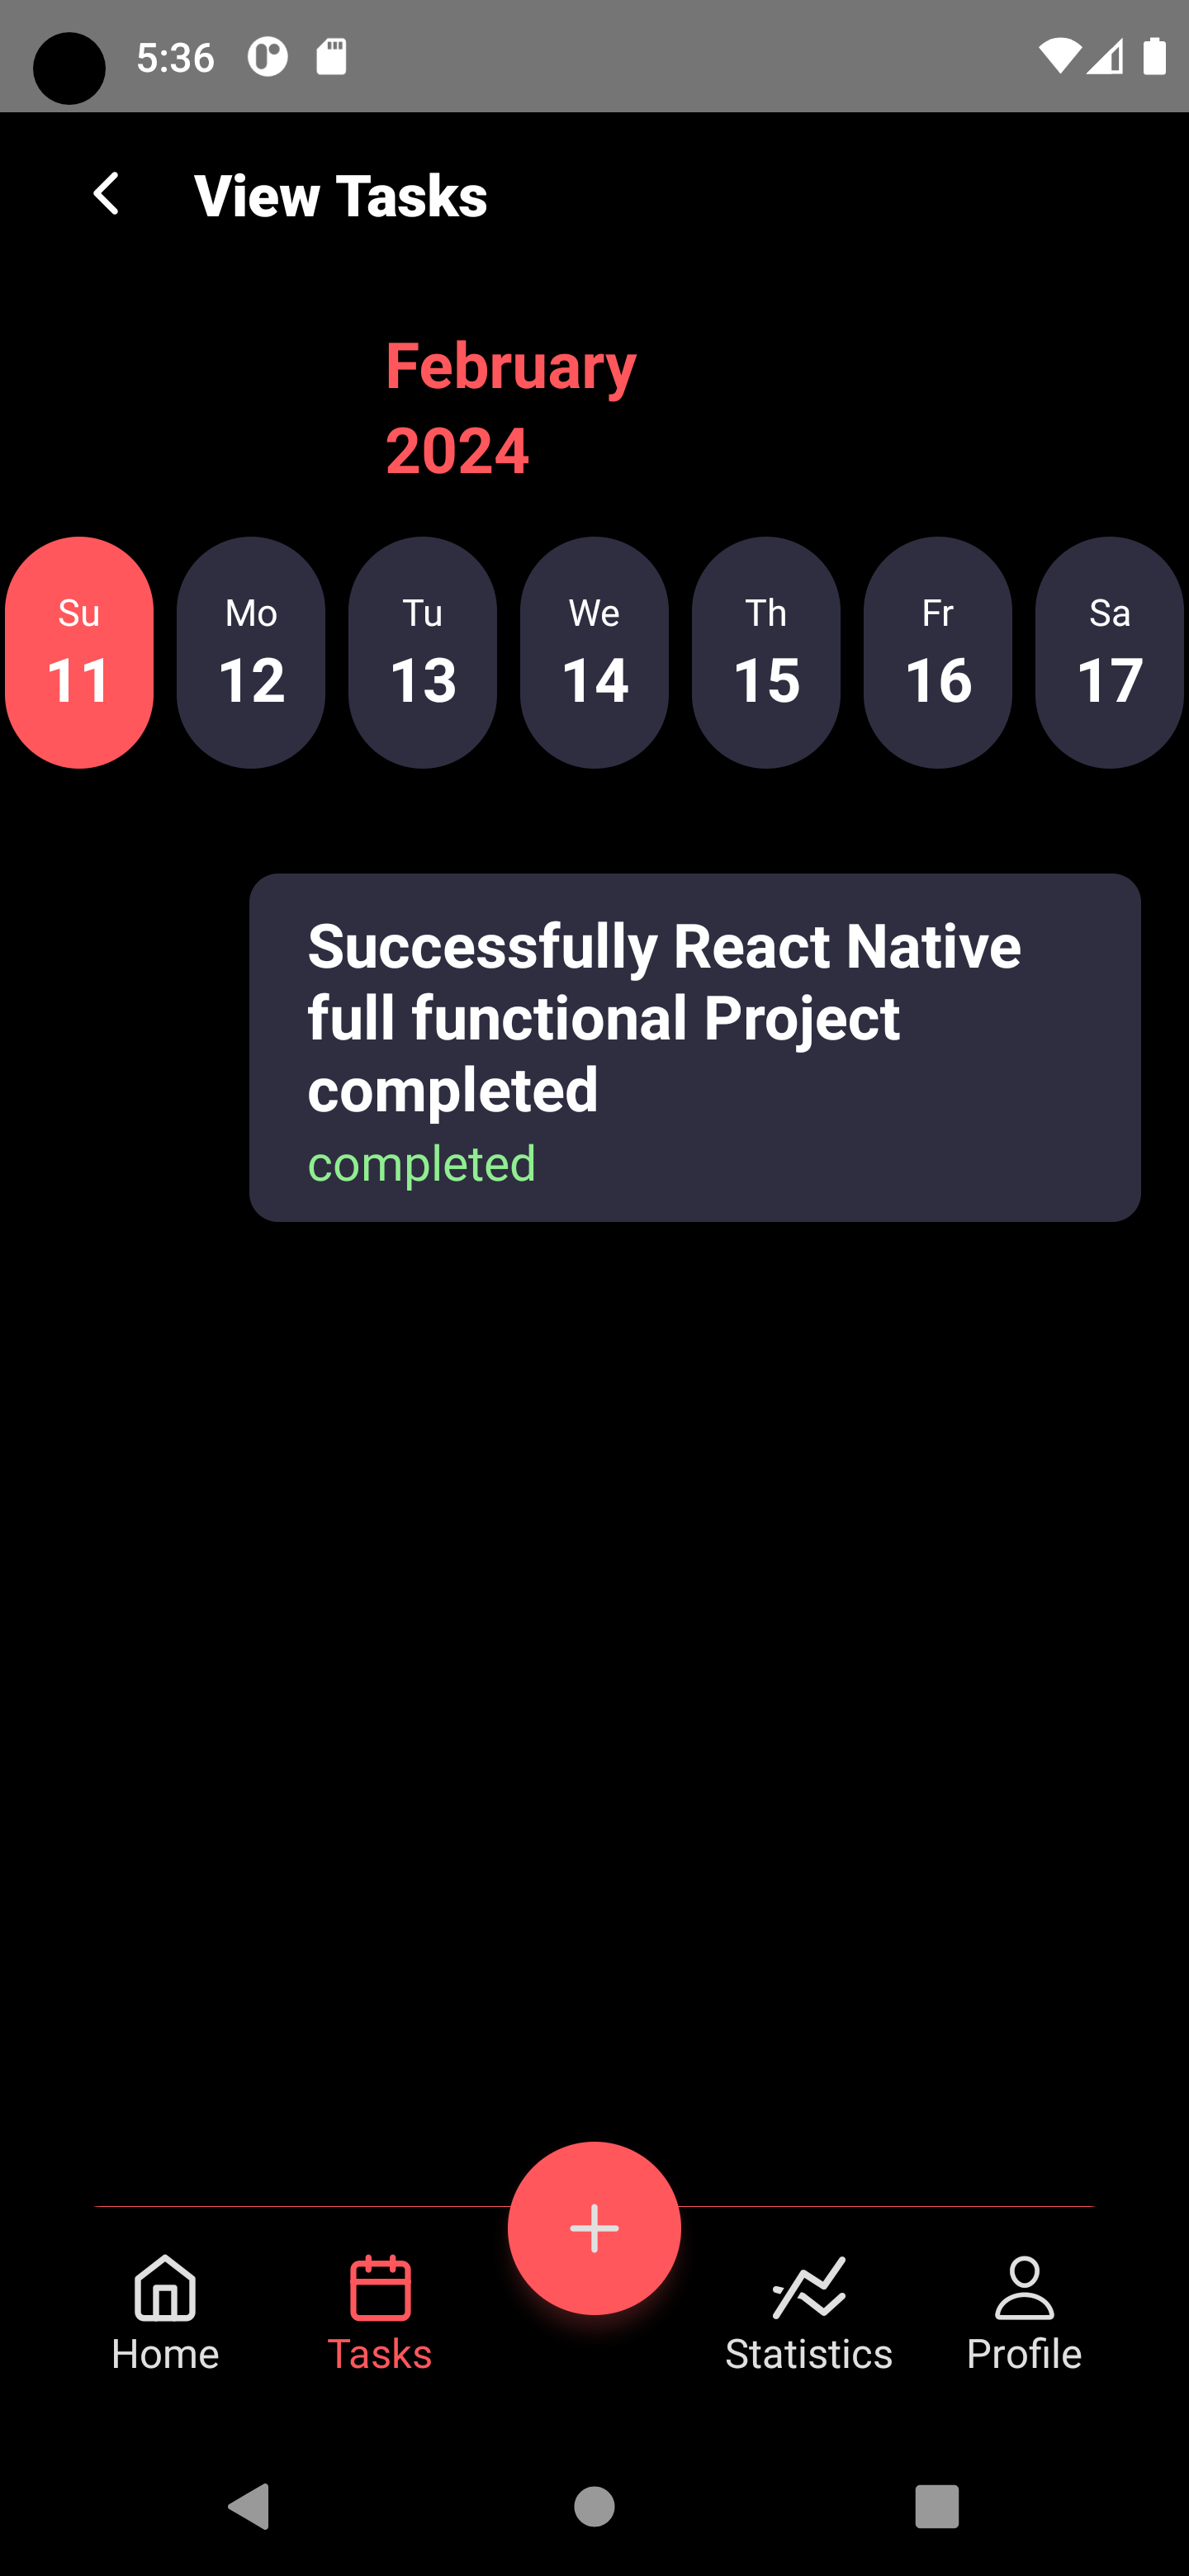 5:36
View Tasks
February
2024
Su Mo Tu We Th Fr Sa
11 12 13 14 15 16 17
Successfully React Native
full functional Project
completed
completed
Home Tasks Statistics Profile